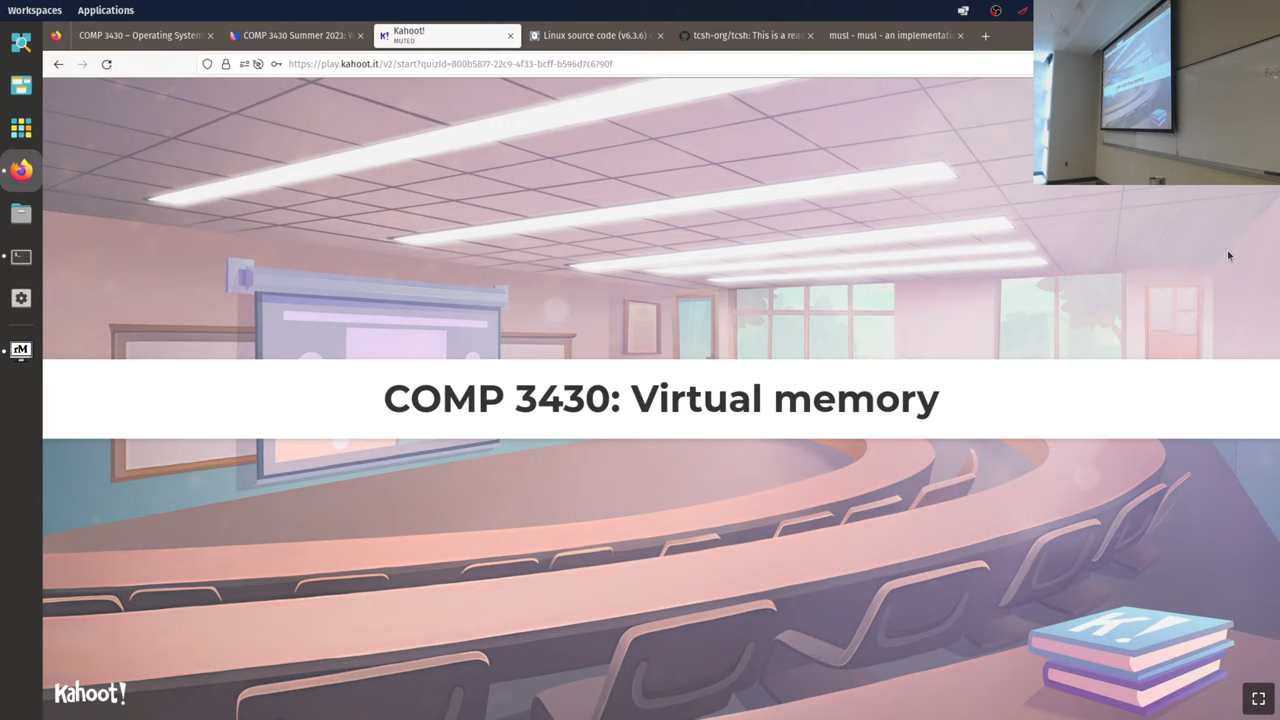 Workspaces Applications
COMP 3430 – Operating System
COMP 3430 Summer 2023: W
Kahoot!
MUTED
Linux source code (v6.3.6) -
tcsh-org/tcsh: This is a rea
musl - musl - an implementati
https://play.kahoot.it/v2/start?quizId=800b5877-22c9-4f33-bcff-b596d7c6790f
rM
COMP 3430: Virtual memory
K!
Kahoot!